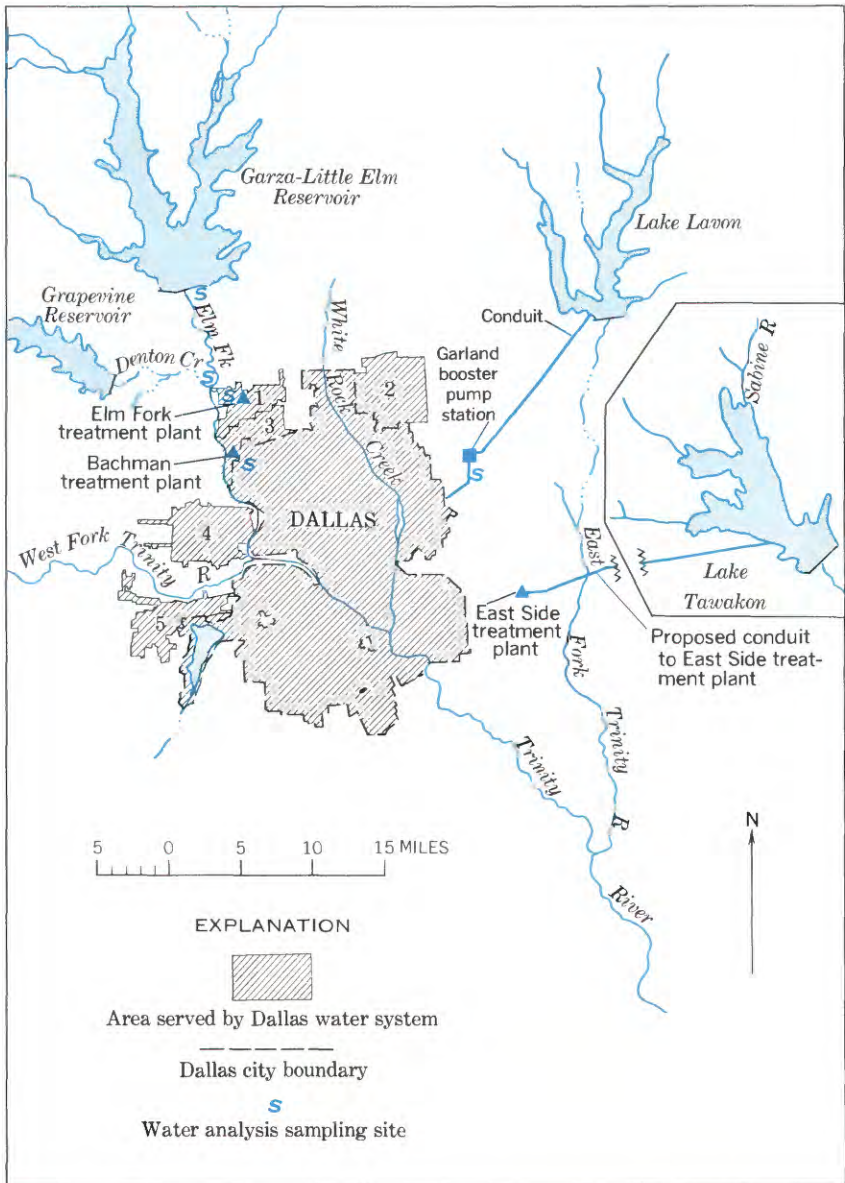 Garza-Little Elm
Reservoir
Lake Lavon
Grapevine
Reservoir
Denton Cr
Elm Fk
S
S
S
S
S
White
Rock
Creek
Conduit
Garland
booster
pump
station
Sabine R
Elm Fork
treatment plant
Bachman
treatment plant
1
1
2
3
4
5
DALLAS
West Fork Trinity R
East Side
treatment
plant
Lake
Tawakon
Proposed conduit
to East Side treat-
ment plant
East
Fork
Trinity
R
Trinity
River
5 0 5 10 15 MILES
N
EXPLANATION
Area served by Dallas water system
Dallas city boundary
S
Water analysis sampling site